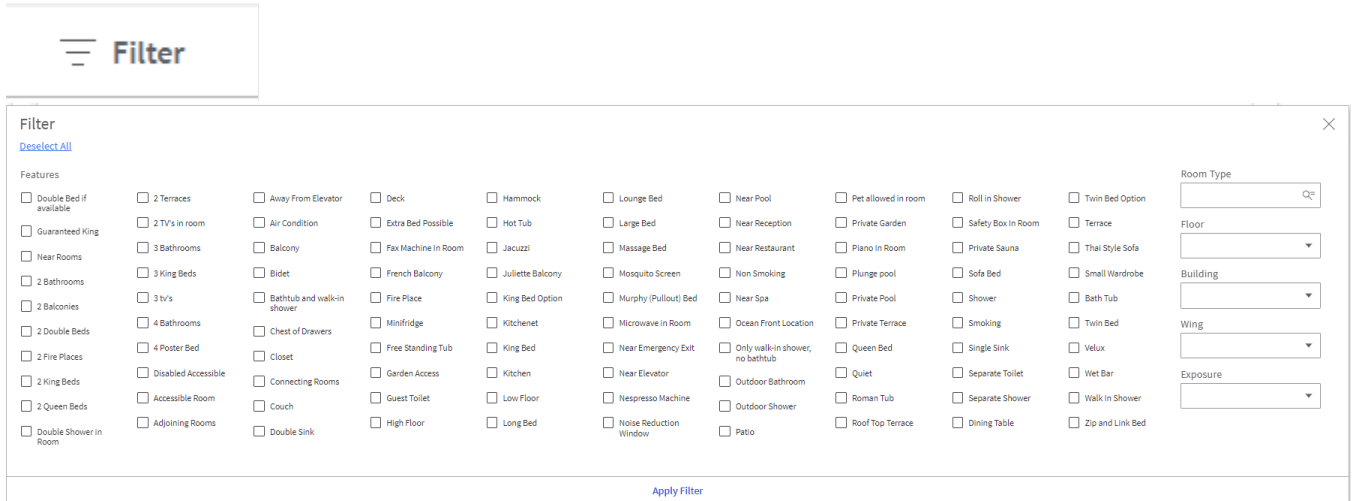 Filter
Filter
Deselect All
Features
Double Bed if
available
Guaranteed King
Near Rooms
2 Bathrooms
2 Balconies
2 Double Beds
2 Fire Places
2 King Beds
2 Queen Beds
Double Shower in
Room
2 Terraces
2 TV's in room
3 Bathrooms
3 King Beds
3 tv's
4 Bathrooms
4 Poster Bed
Disabled Accessible
Accessible Room
Adjoining Rooms
Away From Elevator
Air Condition
Balcony
Bidet
Bathtub and walk-in
shower
Chest of Drawers
Closet
Connecting Rooms
Couch
Double Sink
Deck
Extra Bed Possible
Fax Machine In Room
French Balcony
Fire Place
Minifridge
Free Standing Tub
Garden Access
Guest Toilet
High Floor
Hammock
Hot Tub
Jacuzzi
Juliette Balcony
King Bed Option
Kitchenet
King Bed
Kitchen
Low Floor
Long Bed
Lounge Bed
Large Bed
Massage Bed
Mosquito Screen
Murphy (Pullout) Bed
Microwave in Room
Near Emergency Exit
Near Elevator
Nespresso Machine
Noise Reduction
Window
Near Pool
Near Reception
Near Restaurant
Non Smoking
Near Spa
Ocean Front Location
Only walk-in shower,
no bathtub
Outdoor Bathroom
Outdoor Shower
Patio
Pet allowed in room
Private Garden
Piano In Room
Plunge pool
Private Pool
Private Terrace
Queen Bed
Quiet
Roman Tub
Roof Top Terrace
Roll in Shower
Safety Box In Room
Private Sauna
Sofa Bed
Shower
Smoking
Single Sink
Separate Toilet
Separate Shower
Dining Table
Twin Bed Option
Terrace
Thai Style Sofa
Small Wardrobe
Bath Tub
Twin Bed
Velux
Wet Bar
Walk in Shower
Zip and Link Bed
Room Type
Floor
Building
Wing
Exposure
Apply Filter